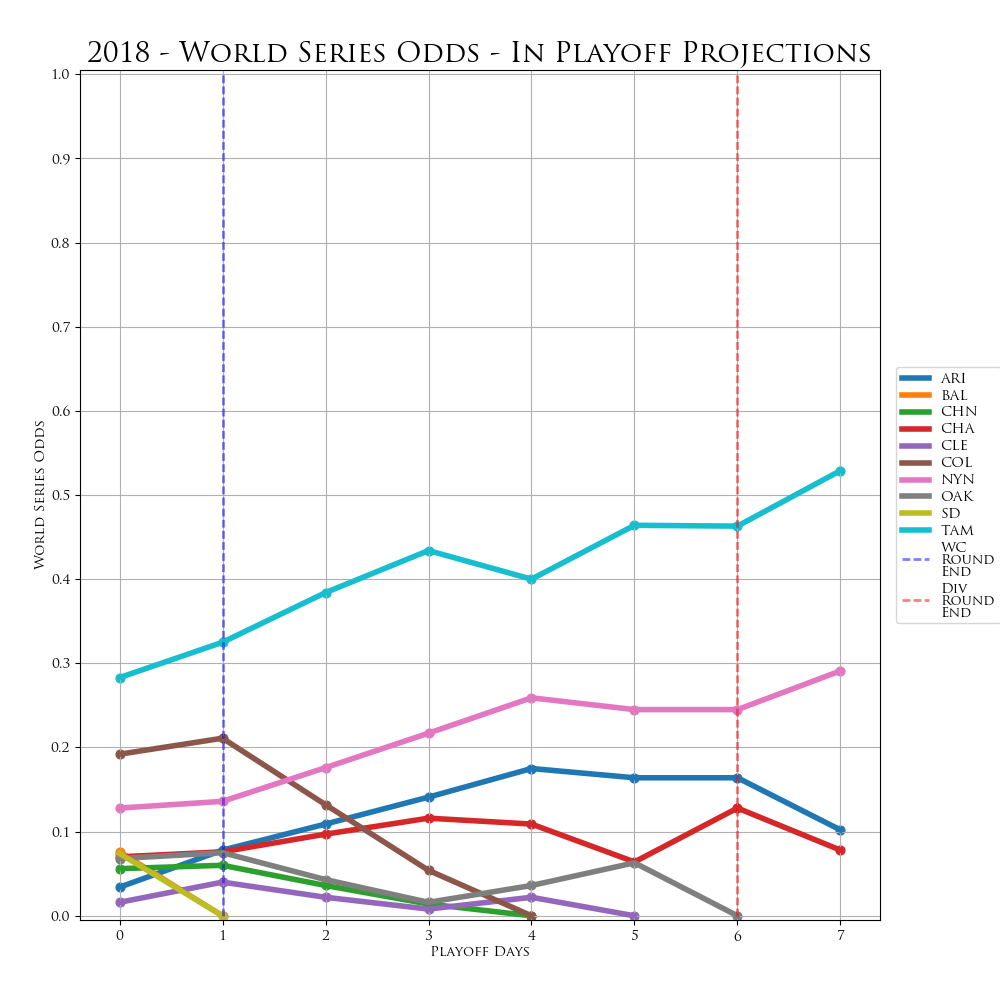 2018 - World Series Odds - In Playoff Projections
1.0
0.9
0.8
0.7
0.6
0.5
0.4
0.3
0.2
0.1
0.0
World Series Odds
0 1 2 3 4 5 6 7
Playoff Days
ARI
BAL
CHN
CHA
CLE
COL
NYN
OAK
SD
TAM
WC
Round
End
Div
Round
End